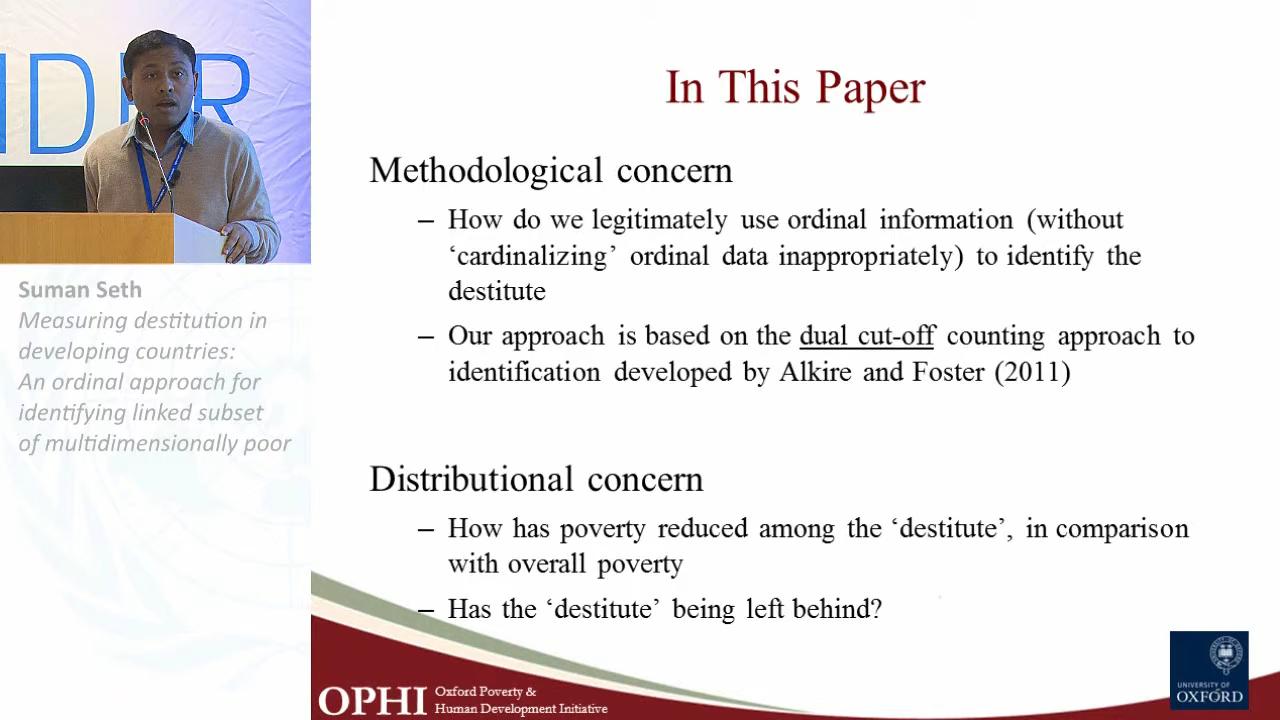 IDER
Suman Seth
Measuring destitution in
developing countries:
An ordinal approach for
identifying linked subset
of multidimensionally poor
In This Paper
Methodological concern
– How do we legitimately use ordinal information (without
‘cardinalizing’ ordinal data inappropriately) to identify the
destitute
– Our approach is based on the dual cut-off counting approach to
identification developed by Alkire and Foster (2011)
Distributional concern
– How has poverty reduced among the ‘destitute’, in comparison
with overall poverty
– Has the ‘destitute’ being left behind?
OPHI
Oxford Poverty &
Human Development Initiative
UNIVERSITY OF
OXFORD